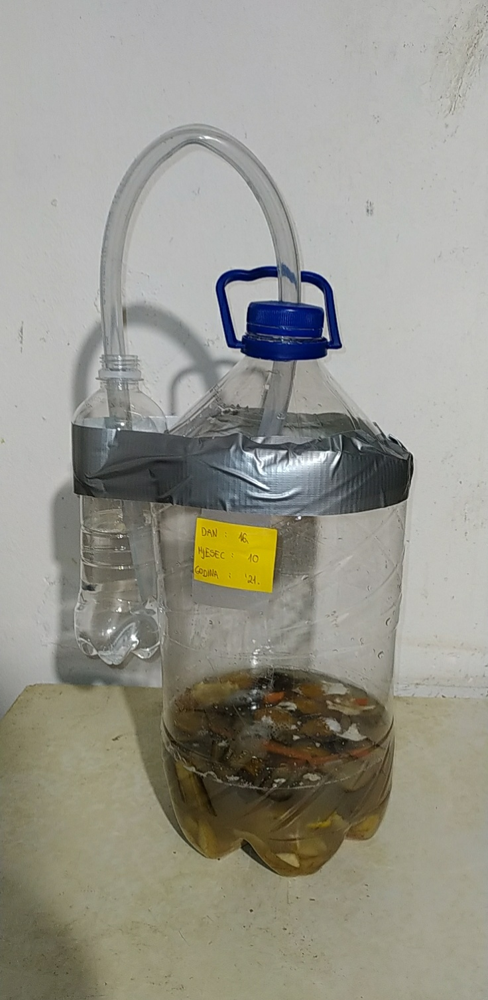 DAN : 16.
MJESEC : 10
GODINA : '21.